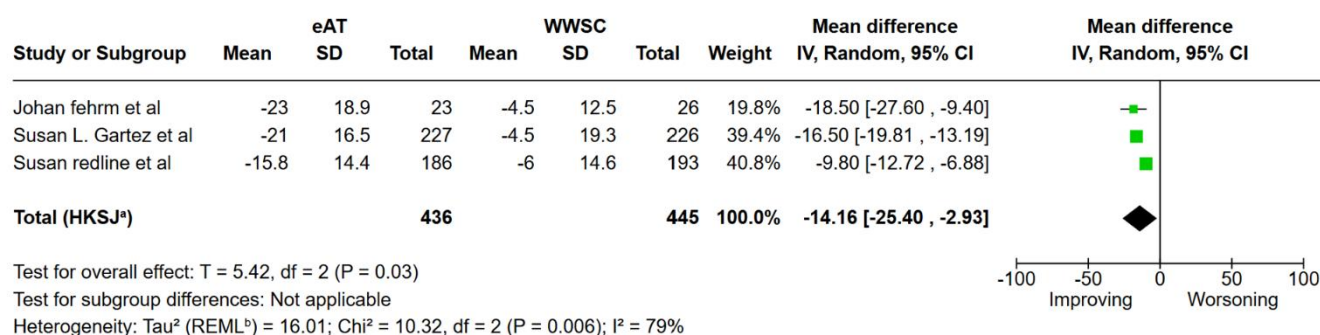 eAT WWSC Mean difference Mean difference
Study or Subgroup Mean SD Total Mean SD Total Weight IV, Random, 95% CI IV, Random, 95% CI
Johan fehrm et al -23 18.9 23 -4.5 12.5 26 19.8% -18.50 [-27.60 , -9.40]
Susan L. Gartez et al -21 16.5 227 -4.5 19.3 226 39.4% -16.50 [-19.81 , -13.19]
Susan redline et al -15.8 14.4 186 -6 14.6 193 40.8% -9.80 [-12.72 , -6.88]
Total (HKSJᵃ) 436 445 100.0% -14.16 [-25.40 , -2.93]
Test for overall effect: T = 5.42, df = 2 (P = 0.03)
Test for subgroup differences: Not applicable
Heterogeneity: Tau² (REMLᵇ) = 16.01; Chi² = 10.32, df = 2 (P = 0.006); I² = 79%
-100 -50 0 50 100
Improving Worsoning